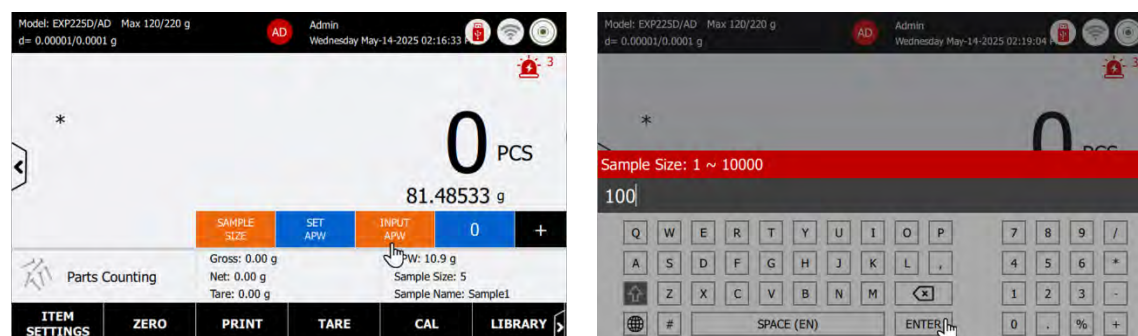 Model: EXP225D/AD Max 120/220 g
d= 0.00001/0.0001 g
AD
Admin
Wednesday May-14-2025 02:16:33
3
*
0 PCS
81.48533 g
SAMPLE SIZE
SET APW
INPUT APW
0
+
Parts Counting
Gross: 0.00 g
Net: 0.00 g
Tare: 0.00 g
PW: 10.9 g
Sample Size: 5
Sample Name: Sample1
ITEM SETTINGS
ZERO
PRINT
TARE
CAL
LIBRARY
Model: EXP225D/AD Max 120/220 g
d= 0.00001/0.0001 g
AD
Admin
Wednesday May-14-2025 02:19:04
3
*
0
Sample Size: 1 ~ 10000
100
Q W E R T Y U I O P 7 8 9 /
A S D F G H J K L , 4 5 6 *
Z X C V B N M 1 2 3 -
# SPACE (EN) ENTER 0 . % +